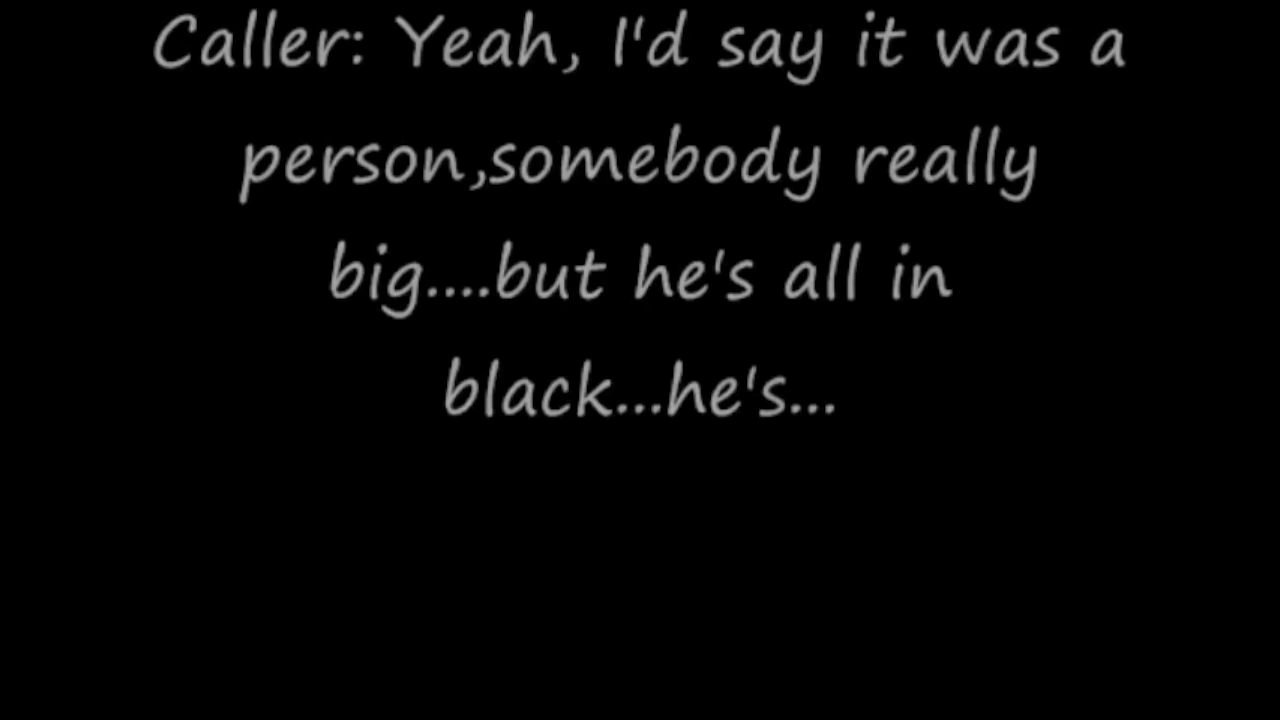 Caller: Yeah, I'd say it was a
person,somebody really
big....but he's all in
black...he's...